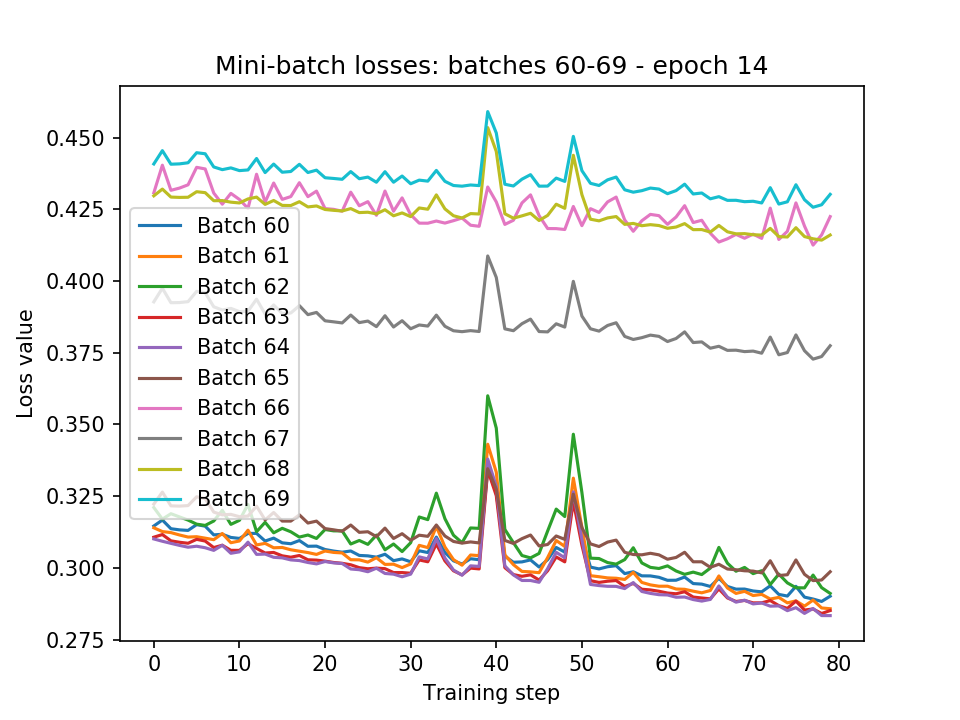 Mini-batch losses: batches 60-69 - epoch 14
Loss value
0.450
0.425
0.400
0.375
0.350
0.325
0.300
0.275
Batch 60
Batch 61
Batch 62
Batch 63
Batch 64
Batch 65
Batch 66
Batch 67
Batch 68
Batch 69
0 10 20 30 40 50 60 70 80
Training step